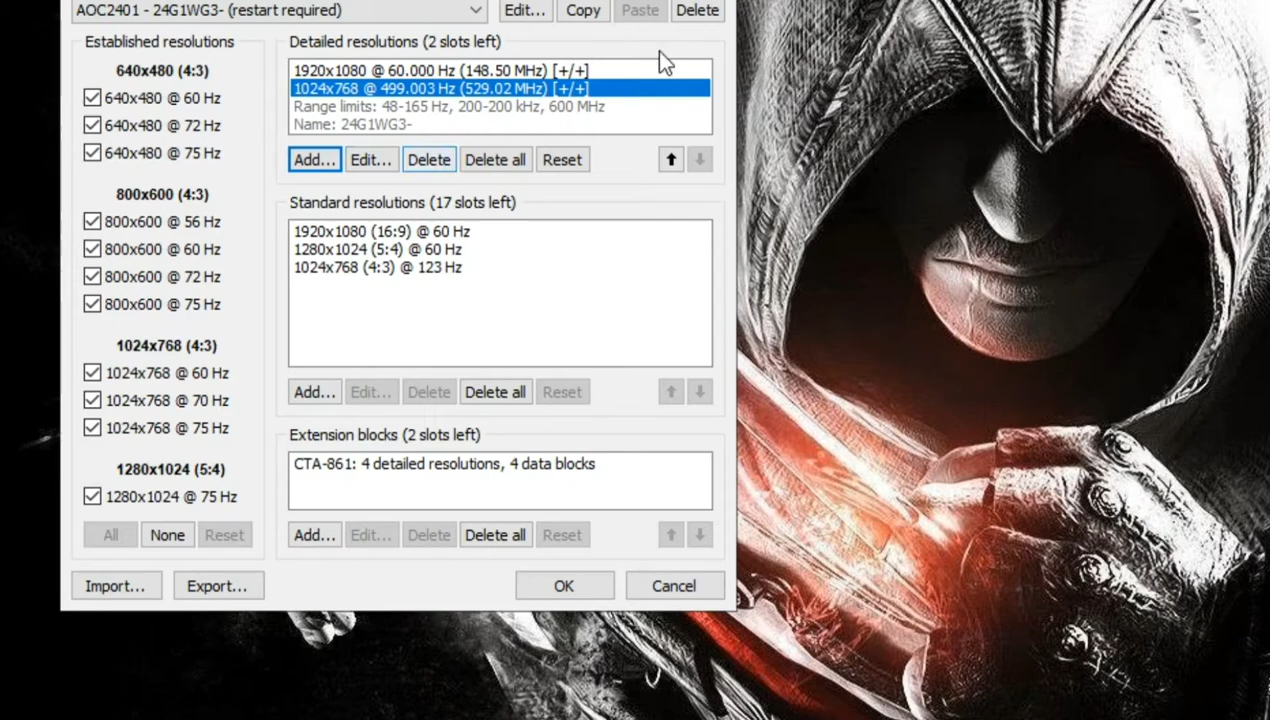 AOC2401 - 24G1WG3- (restart required)
Edit...
Copy
Paste
Delete
Established resolutions
640x480 (4:3)
640x480 @ 60 Hz
640x480 @ 72 Hz
640x480 @ 75 Hz
800x600 (4:3)
800x600 @ 56 Hz
800x600 @ 60 Hz
800x600 @ 72 Hz
800x600 @ 75 Hz
1024x768 (4:3)
1024x768 @ 60 Hz
1024x768 @ 70 Hz
1024x768 @ 75 Hz
1280x1024 (5:4)
1280x1024 @ 75 Hz
All
None
Reset
Detailed resolutions (2 slots left)
1920x1080 @ 60.000 Hz (148.50 MHz) [+/+]
1024x768 @ 499.003 Hz (529.02 MHz) [+/+]
Range limits: 48-165 Hz, 200-200 kHz, 600 MHz
Name: 24G1WG3-
Add...
Edit...
Delete
Delete all
Reset
Standard resolutions (17 slots left)
1920x1080 (16:9) @ 60 Hz
1280x1024 (5:4) @ 60 Hz
1024x768 (4:3) @ 123 Hz
Add...
Edit...
Delete
Delete all
Reset
Extension blocks (2 slots left)
CTA-861: 4 detailed resolutions, 4 data blocks
Add...
Edit...
Delete
Delete all
Reset
Import...
Export...
OK
Cancel